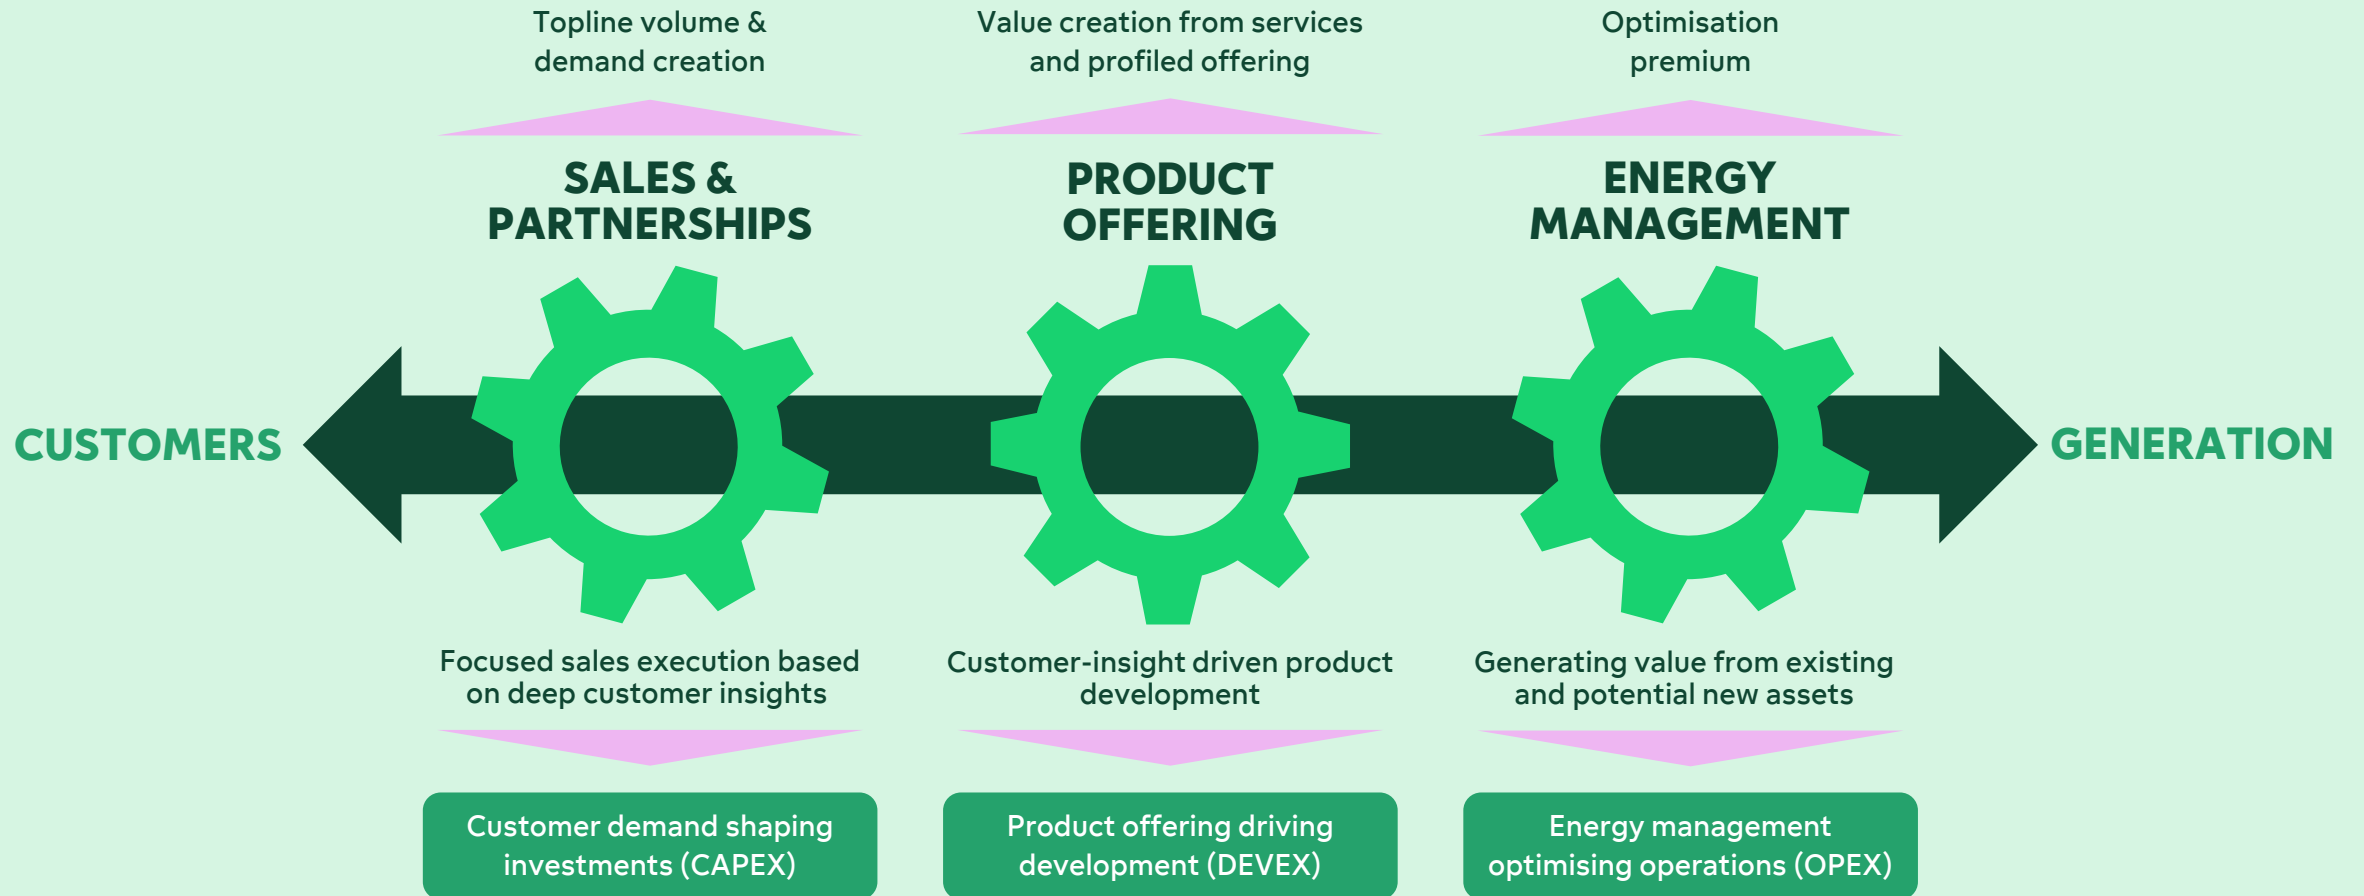 Topline volume &
demand creation
Value creation from services
and profiled offering
Optimisation
premium
SALES &
PARTNERSHIPS
PRODUCT
OFFERING
ENERGY
MANAGEMENT
CUSTOMERS
GENERATION
Focused sales execution based
on deep customer insights
Customer-insight driven product
development
Generating value from existing
and potential new assets
Customer demand shaping
investments (CAPEX)
Product offering driving
development (DEVEX)
Energy management
optimising operations (OPEX)